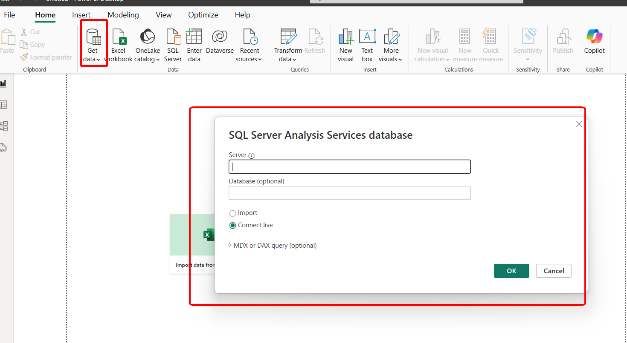 File Home Insert Modeling View Optimize Help
Paste Cut Copy Format painter
Get data
Excel workbook
OneLake catalog
SQL Server
Enter data
Dataverse
Recent sources
Transform data
Refresh
New visual
Text box
More visuals
New visual calculation
New measure
Quick measure
Sensitivity
Publish
Copilot
Clipboard Data Queries Insert Calculations Sensitivity Share Copilot
SQL Server Analysis Services database
Server
Database (optional)
Import
Connect live
MDX or DAX query (optional)
OK Cancel
Import data from